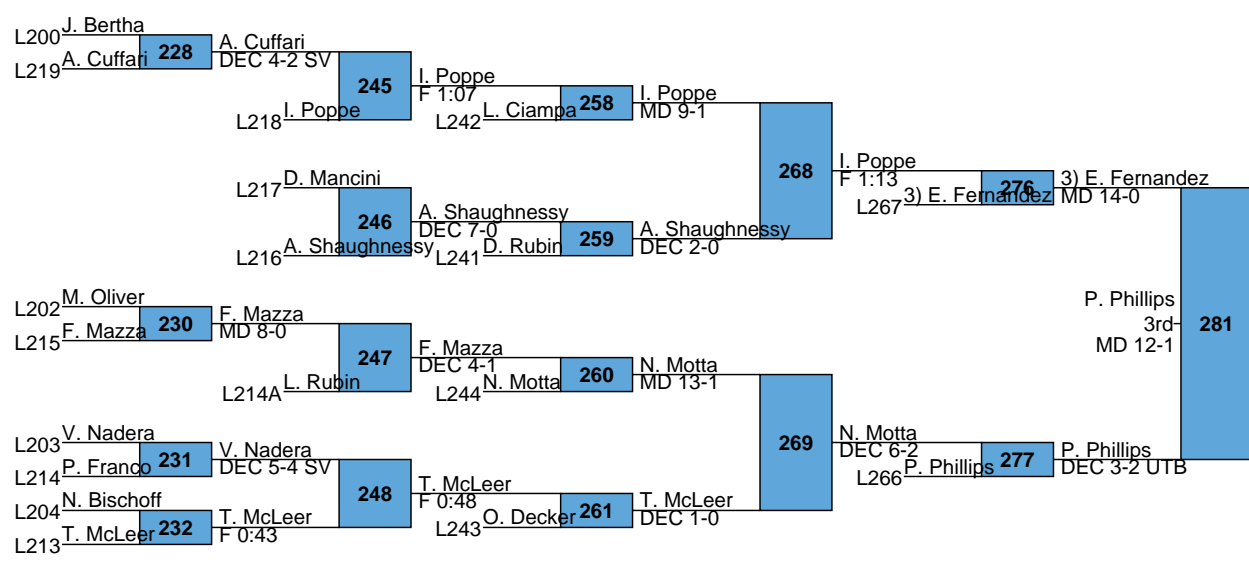 L200 J. Bertha
L219 A. Cuffari
228
A. Cuffari
DEC 4-2 SV
L218 I. Poppe
245
I. Poppe
F 1:07
L242 L. Ciampa
258
I. Poppe
MD 9-1
L217 D. Mancini
L216 A. Shaughnessy
246
A. Shaughnessy
DEC 7-0
L241 D. Rubin
259
A. Shaughnessy
DEC 2-0
268
I. Poppe
F 1:13
L267 3) E. Fernandez
276
3) E. Fernandez
MD 14-0
L202 M. Oliver
L215 F. Mazza
230
F. Mazza
MD 8-0
L214A L. Rubin
247
F. Mazza
DEC 4-1
L244 N. Motta
260
N. Motta
MD 13-1
L203 V. Nadera
L214 P. Franco
231
V. Nadera
DEC 5-4 SV
L204 N. Bischoff
L213 T. McLeer
232
T. McLeer
F 0:43
248
T. McLeer
F 0:48
L243 O. Decker
261
T. McLeer
DEC 1-0
269
N. Motta
DEC 6-2
L266 P. Phillips
277
P. Phillips
DEC 3-2 UTB
281
P. Phillips
3rd
MD 12-1